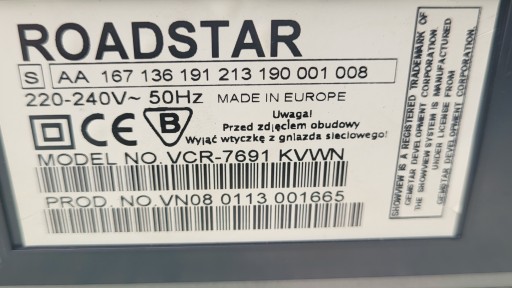 ROADSTAR
S AA 167 136 191 213 190 001 008
220-240V~ 50Hz MADE IN EUROPE
CE B
Uwaga!
Przed zdjęciem obudowy
Wyjąć wtyczkę z gniazda sieciowego!
MODEL NO. VCR-7691 KVWN
PROD. NO. VN08 0113 001665
SHOWVIEW IS A REGISTERED TRADEMARK OF
GEMSTAR DEVELOPMENT CORPORATION.
THE SHOWVIEW SYSTEM IS MANUFACTURED
UNDER LICENSE FROM
GEMSTAR DEVELOPMENT CORPORATION.